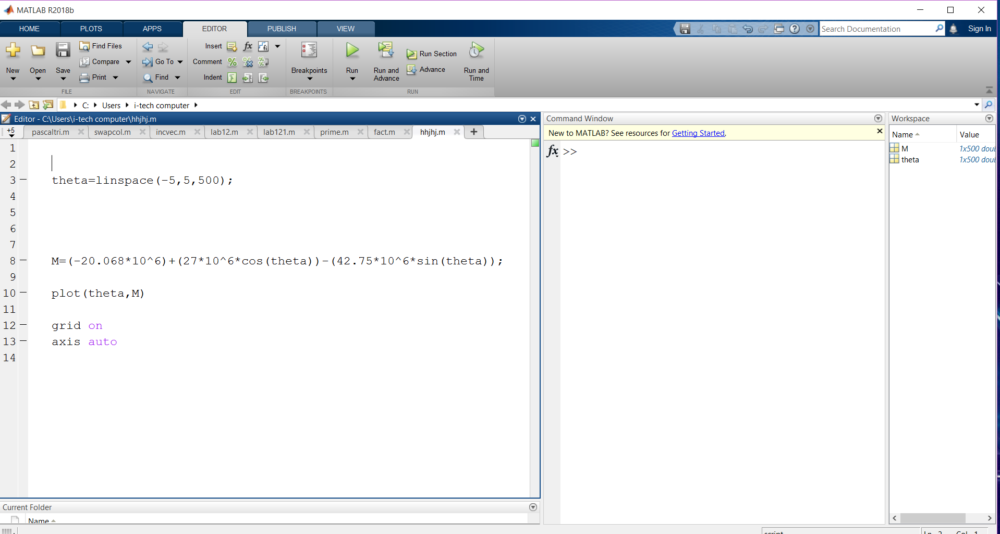 MATLAB R2018b
HOME PLOTS APPS EDITOR PUBLISH VIEW
Search Documentation
Sign In
New Open Save
Find Files
Compare
Print
FILE
Go To
Find
NAVIGATE
Insert fx fi
Comment % %
Indent
EDIT
Breakpoints
BREAKPOINTS
Run
Run and Advance
Run Section
Advance
Run and Time
RUN
C: Users i-tech computer
Editor - C:\Users\i-tech computer\hhjhj.m
+5 pascaltri.m swapcol.m incvec.m lab12.m lab121.m prime.m fact.m hhjhj.m +
1
2
3 theta=linspace(-5,5,500);
4
5
6
7
8 M=(-20.068*10^6)+(27*10^6*cos(theta))-(42.75*10^6*sin(theta));
9
10 plot(theta,M)
11
12 grid on
13 axis auto
14
Current Folder
Name
Command Window
New to MATLAB? See resources for Getting Started.
fx >>
Workspace
Name Value
M 1x500 doul
theta 1x500 doul
script
Ln 2 Col 1